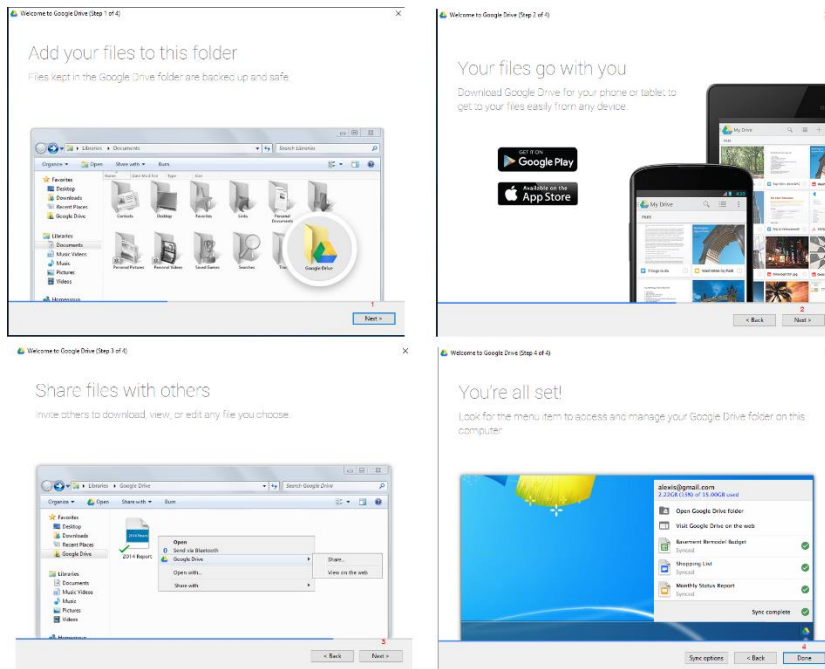 Welcome to Google Drive (Step 1 of 4)
Add your files to this folder
Files kept in the Google Drive folder are backed up and safe
Libraries ▸ Documents
Search Libraries
Organize Open Share with Burn
Name Date Modified Type Size
Favorites
Desktop
Downloads
Recent Places
Google Drive
Libraries
Documents
Music Videos
Music
Pictures
Videos
Homegroup
Contacts Desktop Favorites Links Personal Documents
Personal Pictures Personal Videos Saved Games Searches
Google Drive
1
Next >
Welcome to Google Drive (Step 2 of 4)
Your files go with you
Download Google Drive for your phone or tablet to
get to your files easily from any device.
GET IT ON
Google Play
Available on the
App Store
My Drive
My Drive
Things to do
2
< Back Next >
Welcome to Google Drive (Step 3 of 4)
Share files with others
Invite others to download, view, or edit any file you choose
Libraries ▸ Google Drive
Search Google Drive
Organize Open Share with Burn
Favorites
Desktop
Downloads
Recent Places
Google Drive
Libraries
Documents
Music Videos
Music
Pictures
Videos
Homegroup
2014 Report
Open
Send via Bluetooth
Google Drive
Open with...
Share with
Share...
View on the web
3
< Back Next >
Welcome to Google Drive (Step 4 of 4)
You're all set!
Look for the menu item to access and manage your Google Drive folder on this
computer
alexis@gmail.com
2.22GB (15%) of 15.00GB used
Open Google Drive folder
Visit Google Drive on the web
Basement Remodel Budget
Synced
Shopping List
Synced
Monthly Status Report
Synced
Sync complete
4
Sync options < Back Done